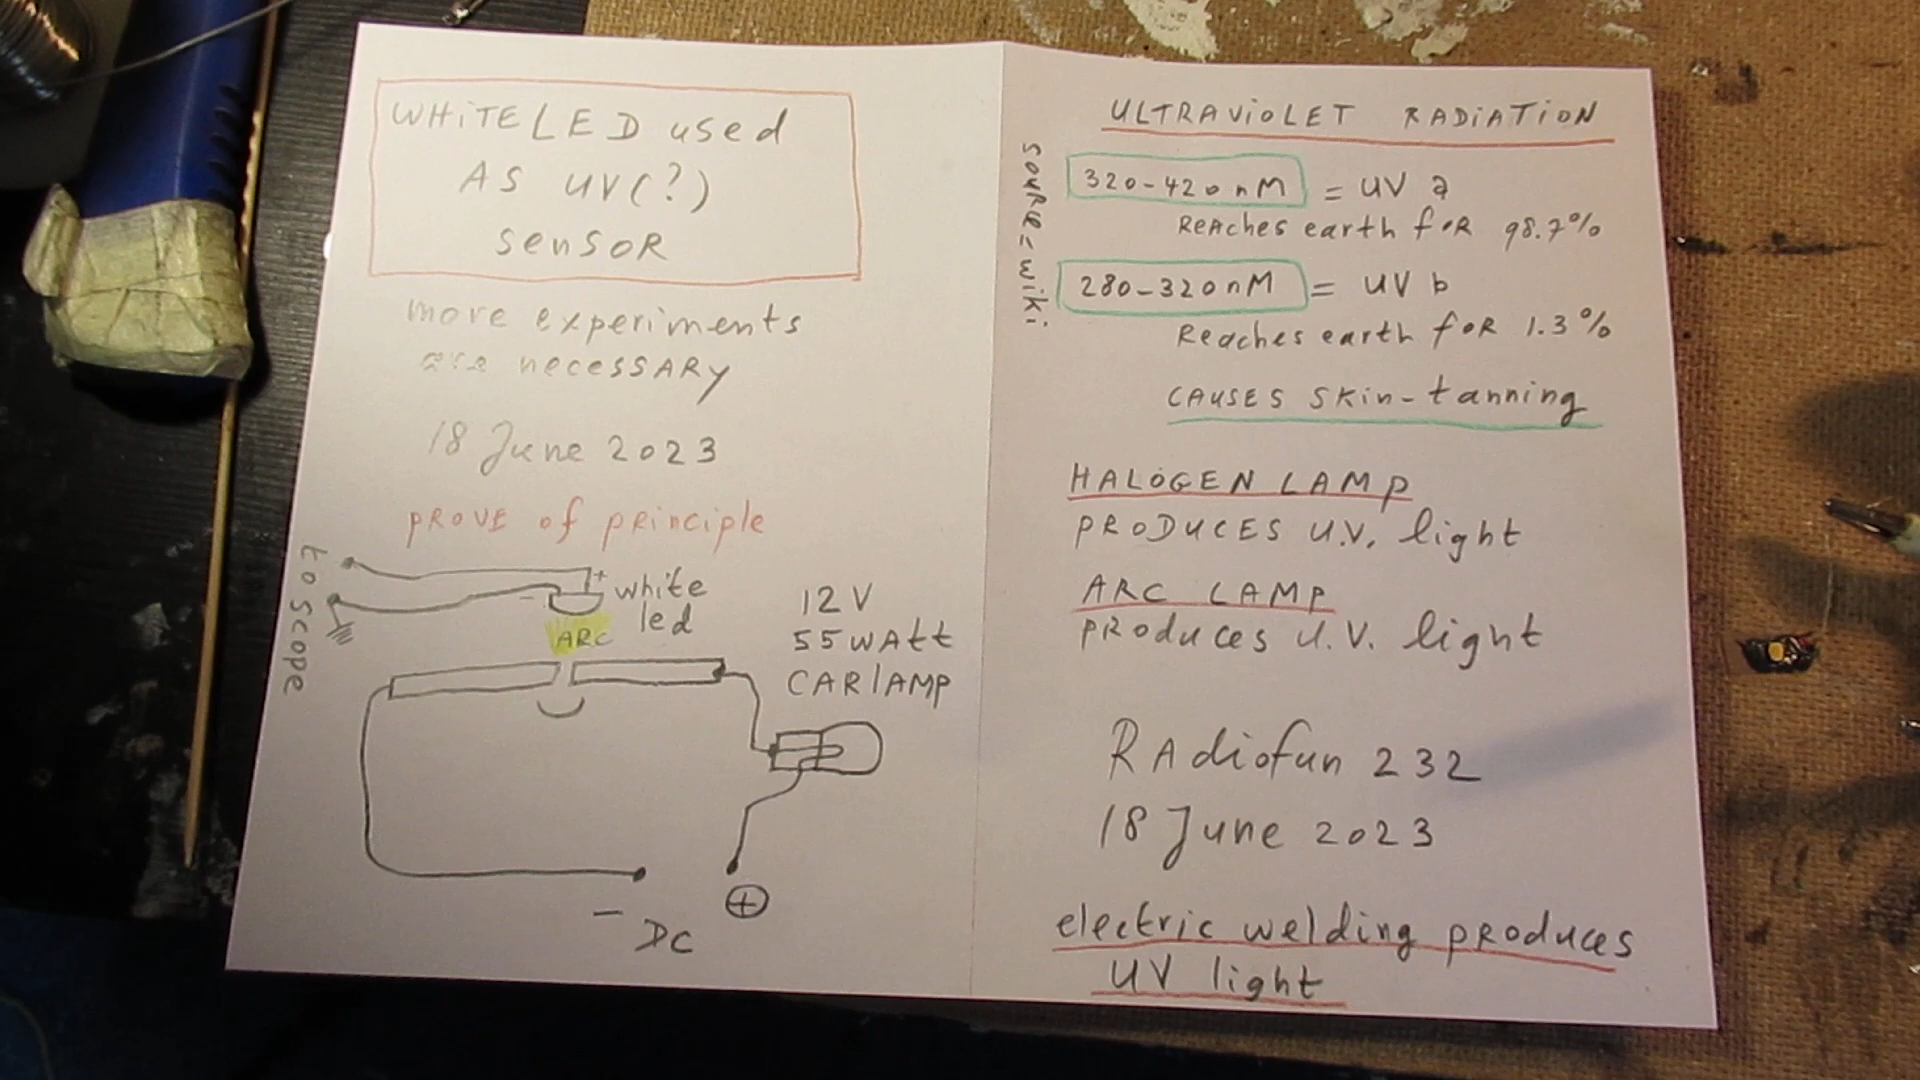 WHITE LED used
AS UV(?)
sensor
more experiments
are necessary
18 June 2023
PROVE of principle
to scope
+
-
white
led
ARC
12V
55 WAtt
CAR lAMP
+
- DC
ULTRAViOLET RADiATiON
source = wiki
320-420 nM = UV a
REAches earth foR 98.7%
280-320 nM = UV b
Reaches earth foR 1.3%
CAUSES SKin-tanning
HALOGEN LAMP
PRODUCES U.V. light
ARC LAMP
PRoduces U.V. light
RAdiofun 232
18 June 2023
electric welding pRoduces
UV light